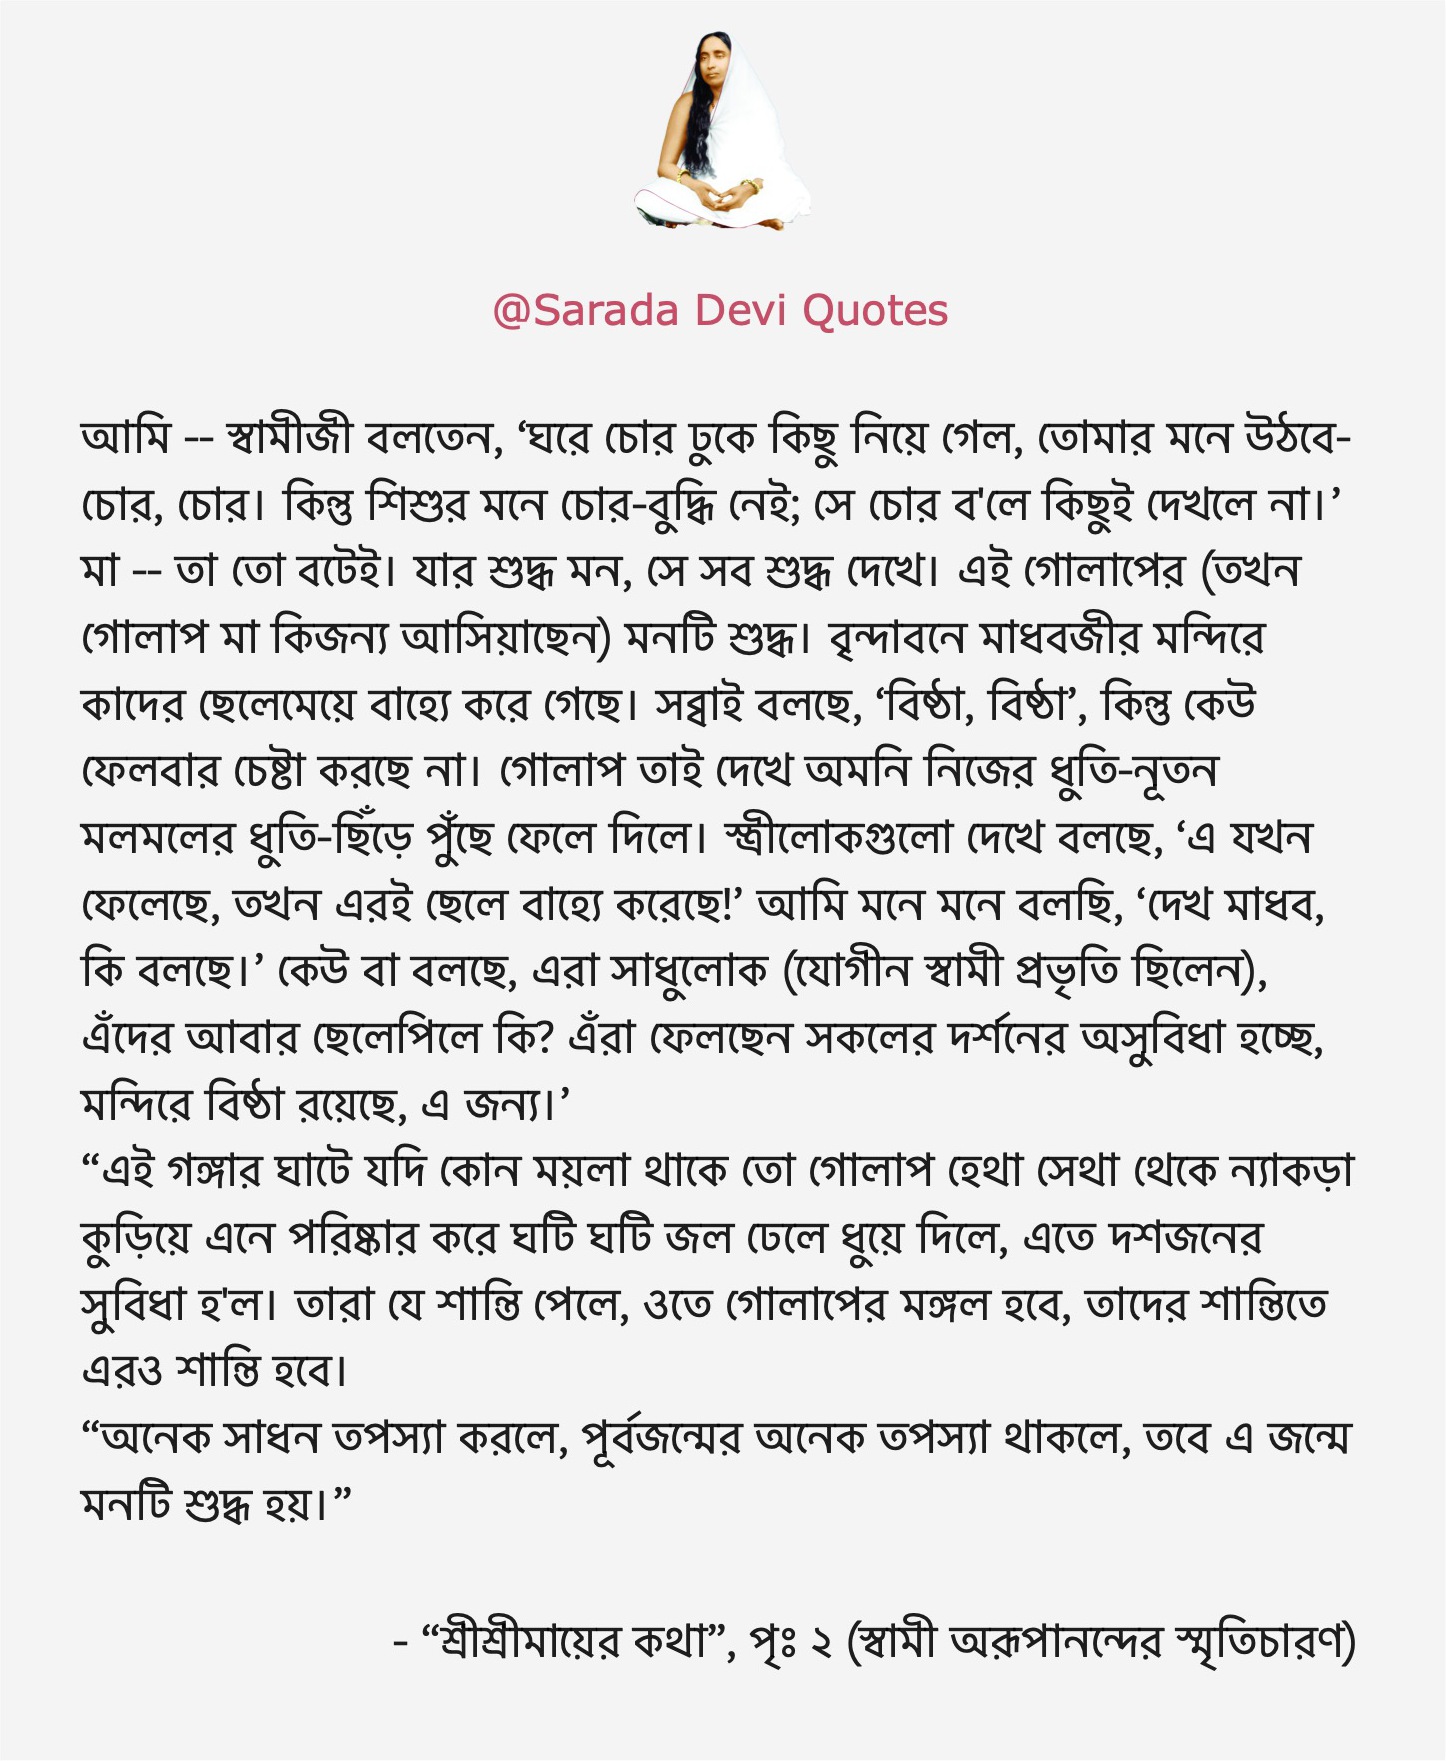 @Sarada Devi Quotes
আমি -- স্বামীজী বলতেন, ‘ঘরে চোর ঢুকে কিছু নিয়ে গেল, তোমার মনে উঠবে-
চোর, চোর। কিন্তু শিশুর মনে চোর-বুদ্ধি নেই; সে চোর ব'লে কিছুই দেখলে না।’
মা -- তা তো বটেই। যার শুদ্ধ মন, সে সব শুদ্ধ দেখে। এই গোলাপের (তখন
গোলাপ মা কিজন্য আসিয়াছেন) মনটি শুদ্ধ। বৃন্দাবনে মাধবজীর মন্দিরে
কাদের ছেলেমেয়ে বাহ্যে করে গেছে। সব্বাই বলছে, ‘বিষ্ঠা, বিষ্ঠা’, কিন্তু কেউ
ফেলবার চেষ্টা করছে না। গোলাপ তাই দেখে অমনি নিজের ধুতি-নূতন
মলমলের ধুতি-ছিঁড়ে পুঁছে ফেলে দিলে। স্ত্রীলোকগুলো দেখে বলছে, ‘এ যখন
ফেলেছে, তখন এরই ছেলে বাহ্যে করেছে!’ আমি মনে মনে বলছি, ‘দেখ মাধব,
কি বলছে।’ কেউ বা বলছে, এরা সাধুলোক (যোগীন স্বামী প্রভৃতি ছিলেন),
এঁদের আবার ছেলেপিলে কি? এঁরা ফেলছেন সকলের দর্শনের অসুবিধা হচ্ছে,
মন্দিরে বিষ্ঠা রয়েছে, এ জন্য।’
“এই গঙ্গার ঘাটে যদি কোন ময়লা থাকে তো গোলাপ হেথা সেথা থেকে ন্যাকড়া
কুড়িয়ে এনে পরিষ্কার করে ঘটি ঘটি জল ঢেলে ধুয়ে দিলে, এতে দশজনের
সুবিধা হ'ল। তারা যে শান্তি পেলে, ওতে গোলাপের মঙ্গল হবে, তাদের শান্তিতে
এরও শান্তি হবে।
“অনেক সাধন তপস্যা করলে, পূর্বজন্মের অনেক তপস্যা থাকলে, তবে এ জন্মে
মনটি শুদ্ধ হয়।”
- “শ্রীশ্রীমায়ের কথা”, পৃঃ ২ (স্বামী অরূপানন্দের স্মৃতিচারণ)